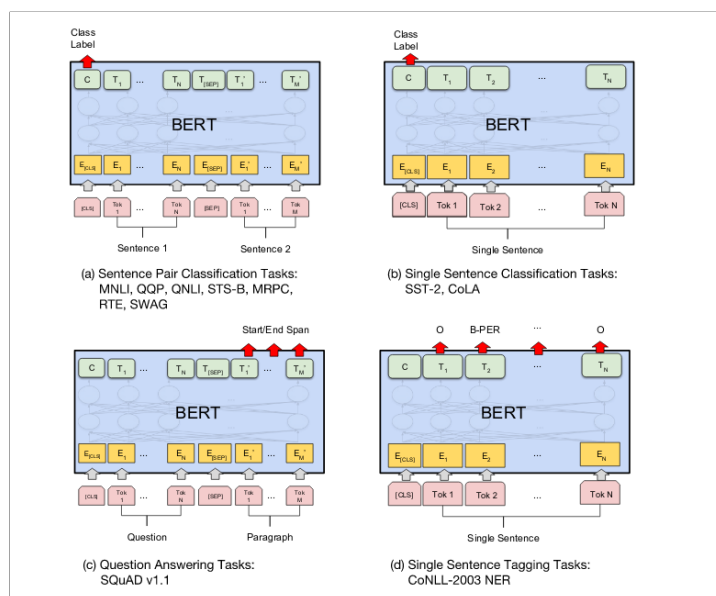 Class
Label
C T1 ... TN T[SEP] T1' ... TM'
BERT
E[CLS] E1 ... EN E[SEP] E1' ... EM'
[CLS] Tok 1 ... Tok N [SEP] Tok 1 ... Tok M
Sentence 1 Sentence 2
(a) Sentence Pair Classification Tasks:
MNLI, QQP, QNLI, STS-B, MRPC,
RTE, SWAG
Class
Label
C T1 T2 ... TN
BERT
E[CLS] E1 E2 ... EN
[CLS] Tok 1 Tok 2 ... Tok N
Single Sentence
(b) Single Sentence Classification Tasks:
SST-2, CoLA
Start/End Span
C T1 ... TN T[SEP] T1' ... TM'
BERT
E[CLS] E1 ... EN E[SEP] E1' ... EM'
[CLS] Tok 1 ... Tok N [SEP] Tok 1 ... Tok M
Question Paragraph
(c) Question Answering Tasks:
SQuAD v1.1
O B-PER ... O
C T1 T2 ... TN
BERT
E[CLS] E1 E2 ... EN
[CLS] Tok 1 Tok 2 ... Tok N
Single Sentence
(d) Single Sentence Tagging Tasks:
CoNLL-2003 NER